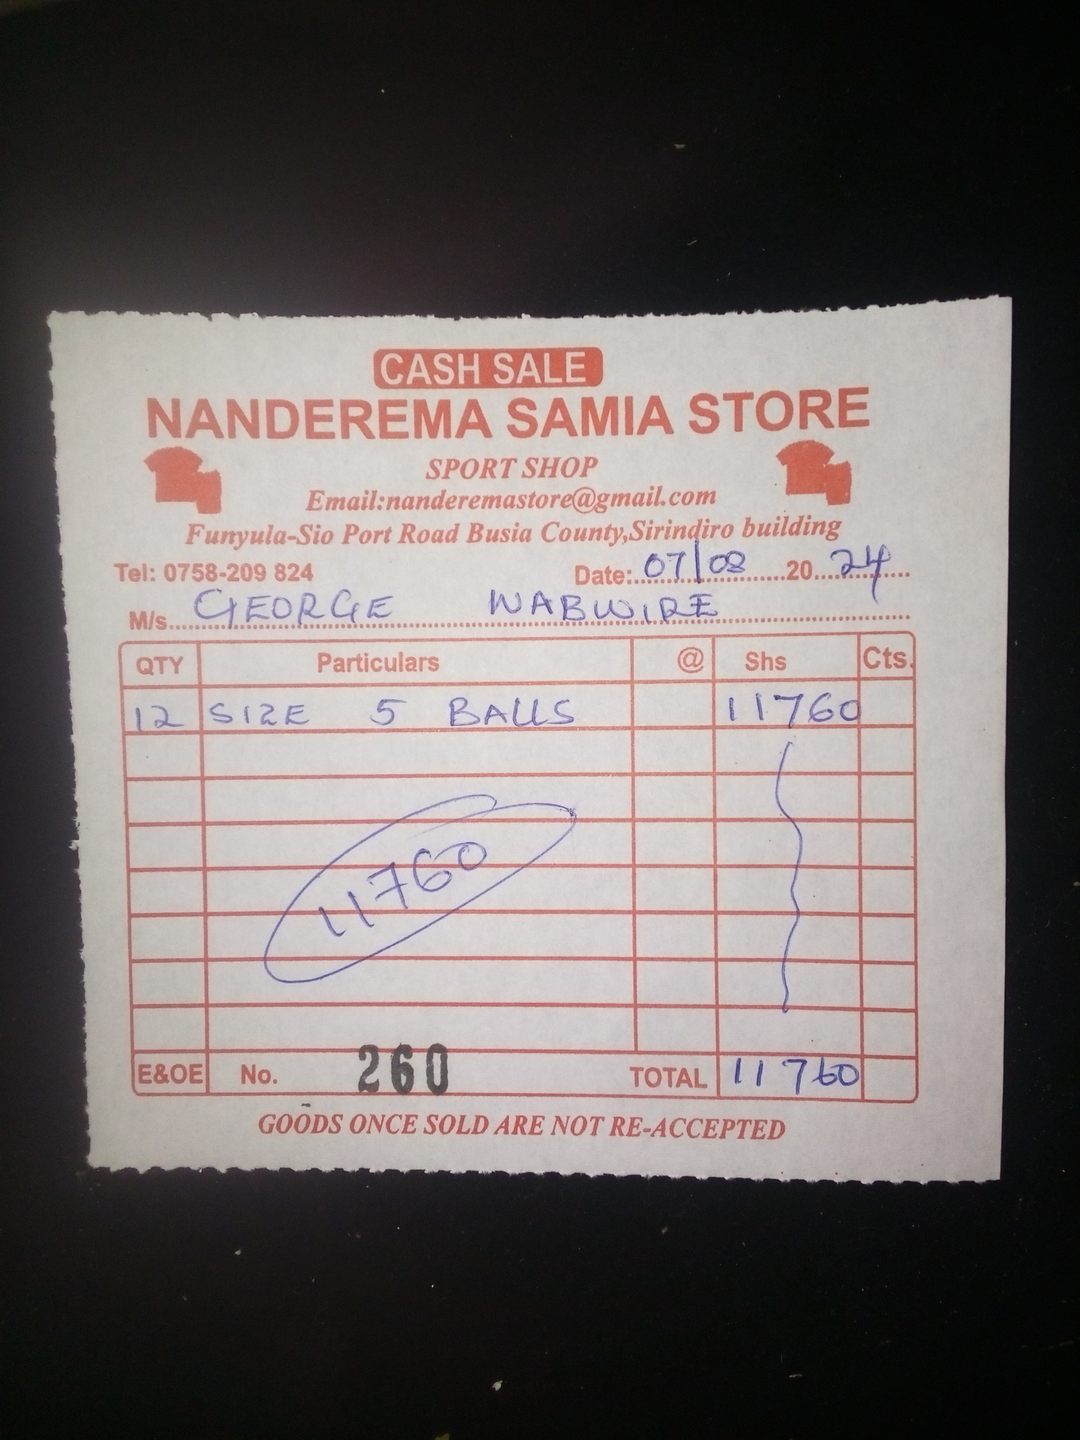 CASH SALE
NANDEREMA SAMIA STORE
SPORT SHOP
Email:nanderemastore@gmail.com
Funyula-Sio Port Road Busia County,Sirindiro building
Tel: 0758-209 824 Date:..07/08..20..24..
M/s..GEORGE WABWIRE
QTY Particulars @ Shs Cts.
12 SIZE 5 BALLS 11760
11760
E&OE No. 260 TOTAL 11760
GOODS ONCE SOLD ARE NOT RE-ACCEPTED